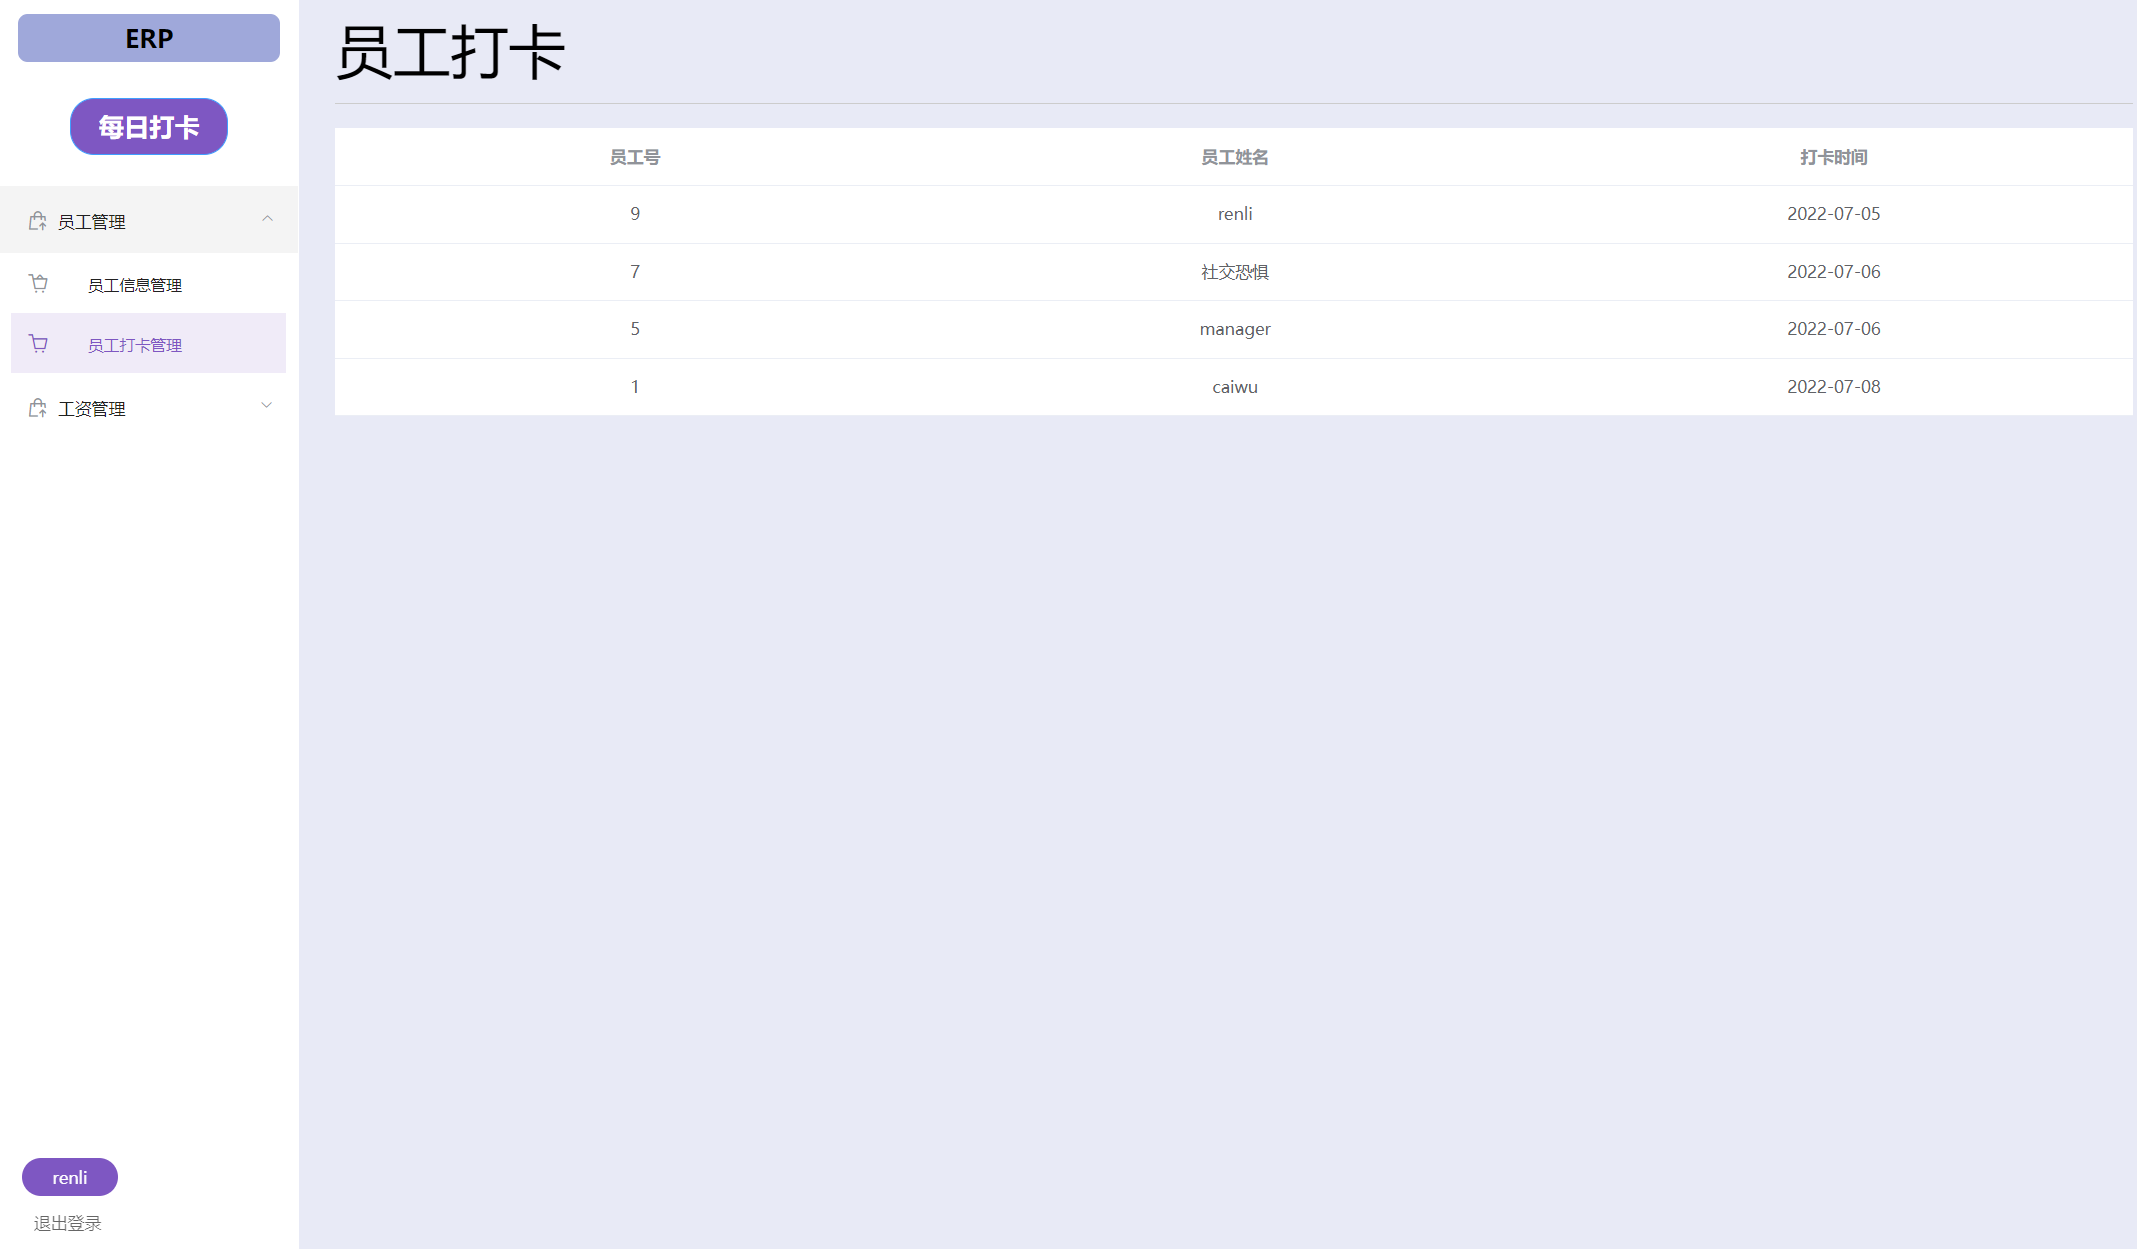 ERP
每日打卡
员工管理
员工信息管理
员工打卡管理
工资管理
renli
退出登录
员工打卡
员工号 员工姓名 打卡时间
9 renli 2022-07-05
7 社交恐惧 2022-07-06
5 manager 2022-07-06
1 caiwu 2022-07-08